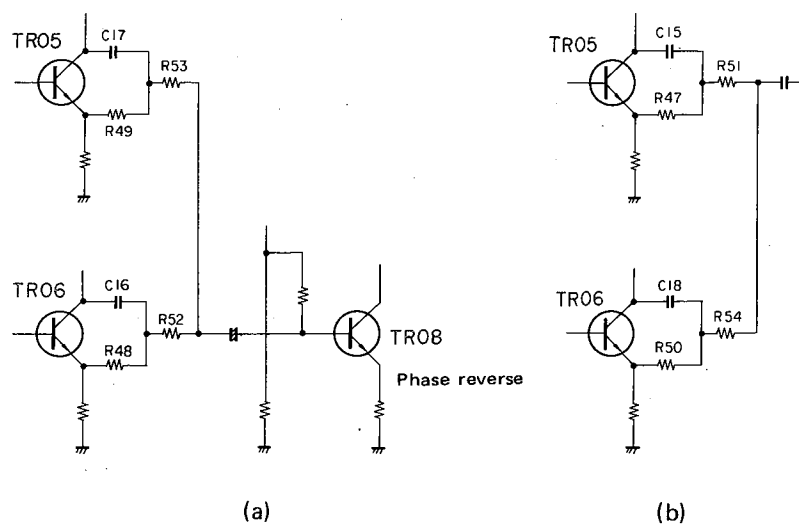 TR05
C17
R53
R49
TR06
C16
R52
R48
TR08
Phase reverse
(a)
TR05
C15
R51
R47
TR06
C18
R54
R50
(b)